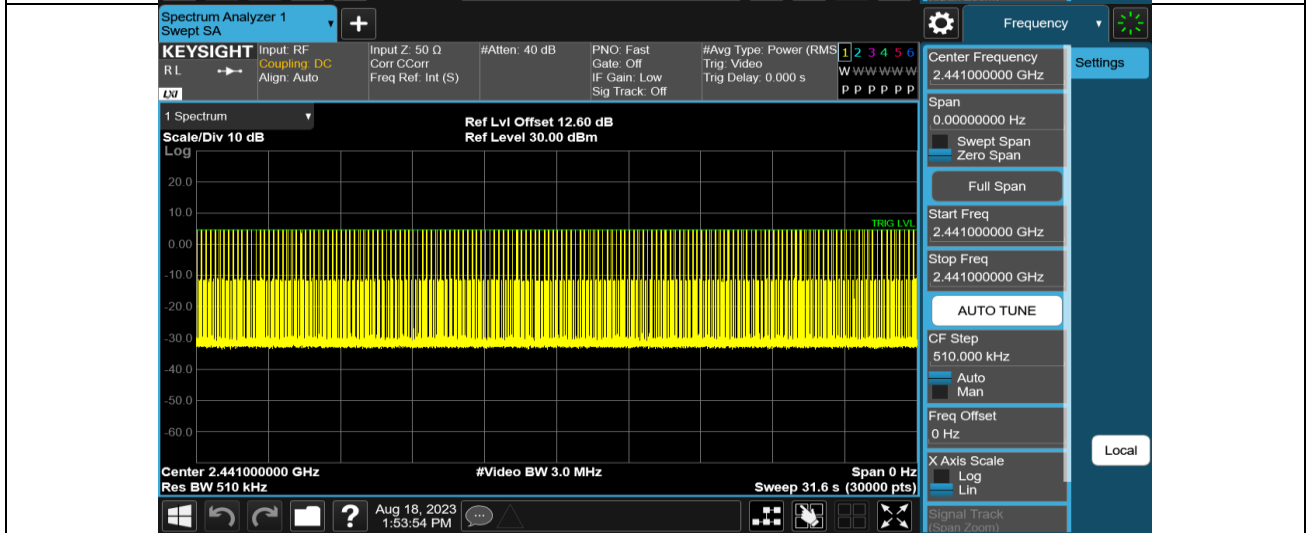 Spectrum Analyzer 1
Swept SA
+
Frequency
KEYSIGHT
R L
LXI
Input: RF
Coupling: DC
Align: Auto
Input Z: 50 Ω
Corr CCorr
Freq Ref: Int (S)
#Atten: 40 dB
PNO: Fast
Gate: Off
IF Gain: Low
Sig Track: Off
#Avg Type: Power (RMS
Trig: Video
Trig Delay: 0.000 s
1 2 3 4 5 6
W W W W W W
P P P P P P
Center Frequency
2.441000000 GHz
Settings
Span
0.00000000 Hz
Swept Span
Zero Span
Full Span
Start Freq
2.441000000 GHz
Stop Freq
2.441000000 GHz
AUTO TUNE
CF Step
510.000 kHz
Auto
Man
Freq Offset
0 Hz
X Axis Scale
Log
Lin
Signal Track
(Span Zoom)
Local
1 Spectrum
Scale/Div 10 dB
Log
Ref Lvl Offset 12.60 dB
Ref Level 30.00 dBm
20.0
10.0
TRIG LVL
0.00
-10.0
-20.0
-30.0
-40.0
-50.0
-60.0
Center 2.441000000 GHz
Res BW 510 kHz
#Video BW 3.0 MHz
Span 0 Hz
Sweep 31.6 s (30000 pts)
?
Aug 18, 2023
1:53:54 PM